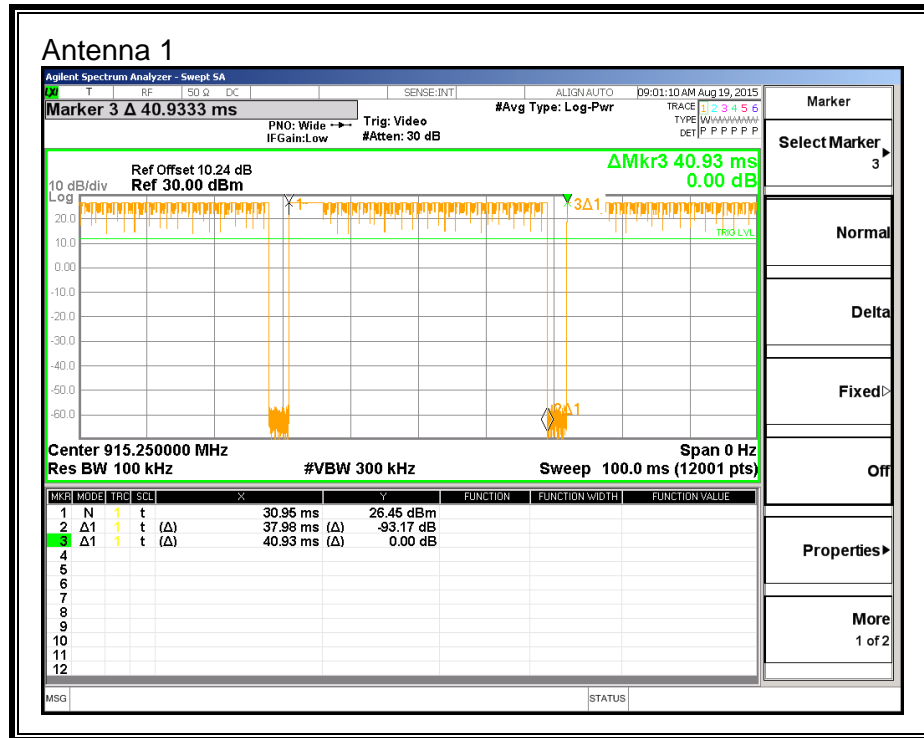 Antenna 1
Agilent Spectrum Analyzer - Swept SA
LXI T RF 50 Ω DC SENSE:INT ALIGN AUTO 09:01:10 AM Aug 19, 2015
Marker 3 Δ 40.9333 ms
PNO: Wide
IFGain:Low
Trig: Video
#Atten: 30 dB
#Avg Type: Log-Pwr
TRACE 1 2 3 4 5 6
TYPE W
DET P P P P P P
ΔMkr3 40.93 ms
0.00 dB
Ref Offset 10.24 dB
Ref 30.00 dBm
10 dB/div
Log
20.0
10.0
0.00
-10.0
-20.0
-30.0
-40.0
-50.0
-60.0
1
3Δ1
TRIG LVL
2Δ1
Center 915.250000 MHz
Span 0 Hz
Res BW 100 kHz
#VBW 300 kHz
Sweep 100.0 ms (12001 pts)
MKR MODE TRC SCL X Y FUNCTION FUNCTION WIDTH FUNCTION VALUE
1 N 1 t 30.95 ms 26.45 dBm
2 Δ1 1 t (Δ) 37.98 ms (Δ) -93.17 dB
3 Δ1 1 t (Δ) 40.93 ms (Δ) 0.00 dB
4
5
6
7
8
9
10
11
12
MSG
STATUS
Marker
Select Marker
3
Normal
Delta
Fixed
Off
Properties
More
1 of 2